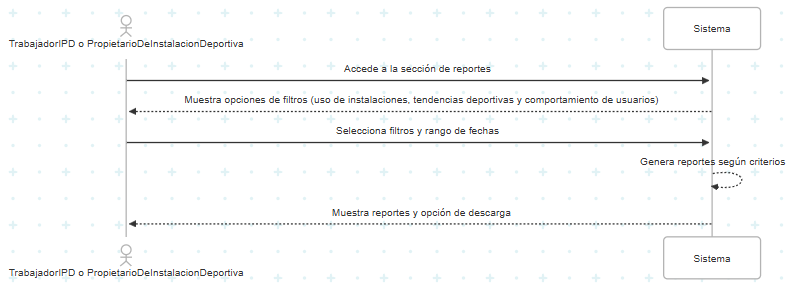 Sistema
TrabajadorIPD o PropietarioDeInstalacionDeportiva
Accede a la sección de reportes
Muestra opciones de filtros (uso de instalaciones, tendencias deportivas y comportamiento de usuarios)
Selecciona filtros y rango de fechas
Genera reportes según criterios
Muestra reportes y opción de descarga
Sistema
TrabajadorIPD o PropietarioDeInstalacionDeportiva